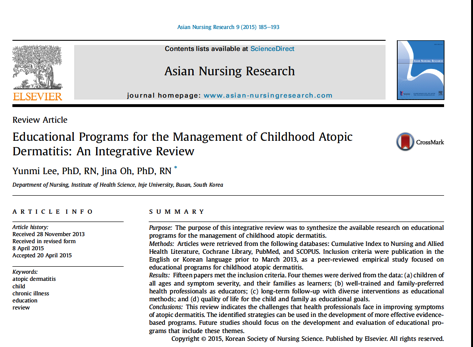 Asian Nursing Research 9 (2015) 185–193
Contents lists available at ScienceDirect
Asian Nursing Research
journal homepage: www.asian-nursingresearch.com
ELSEVIER
Review Article
Educational Programs for the Management of Childhood Atopic
Dermatitis: An Integrative Review
CrossMark
Yunmi Lee, PhD, RN, Jina Oh, PhD, RN *
Department of Nursing, Institute of Health Science, Inje University, Busan, South Korea
ARTICLE INFO
Article history:
Received 28 November 2013
Received in revised form
8 April 2015
Accepted 20 April 2015
Keywords:
atopic dermatitis
child
chronic illness
education
review
SUMMARY
Purpose: The purpose of this integrative review was to synthesize the available research on educational
programs for the management of childhood atopic dermatitis.
Methods: Articles were retrieved from the following databases: Cumulative Index to Nursing and Allied
Health Literature, Cochrane Library, PubMed, and SCOPUS. Inclusion criteria were publication in the
English or Korean language prior to March 2013, as a peer-reviewed empirical study focused on
educational programs for childhood atopic dermatitis.
Results: Fifteen papers met the inclusion criteria. Four themes were derived from the data: (a) children of
all ages and symptom severity, and their families as learners; (b) well-trained and family-preferred
health professionals as educators; (c) long-term follow-up with diverse interventions as educational
methods; and (d) quality of life for the child and family as educational goals.
Conclusions: This review indicates the challenges that health professionals face in improving symptoms
of atopic dermatitis. The identified strategies can be used in the development of more effective evidence-
based programs. Future studies should focus on the development and evaluation of educational pro-
grams that include these themes.
Copyright © 2015, Korean Society of Nursing Science. Published by Elsevier. All rights reserved.